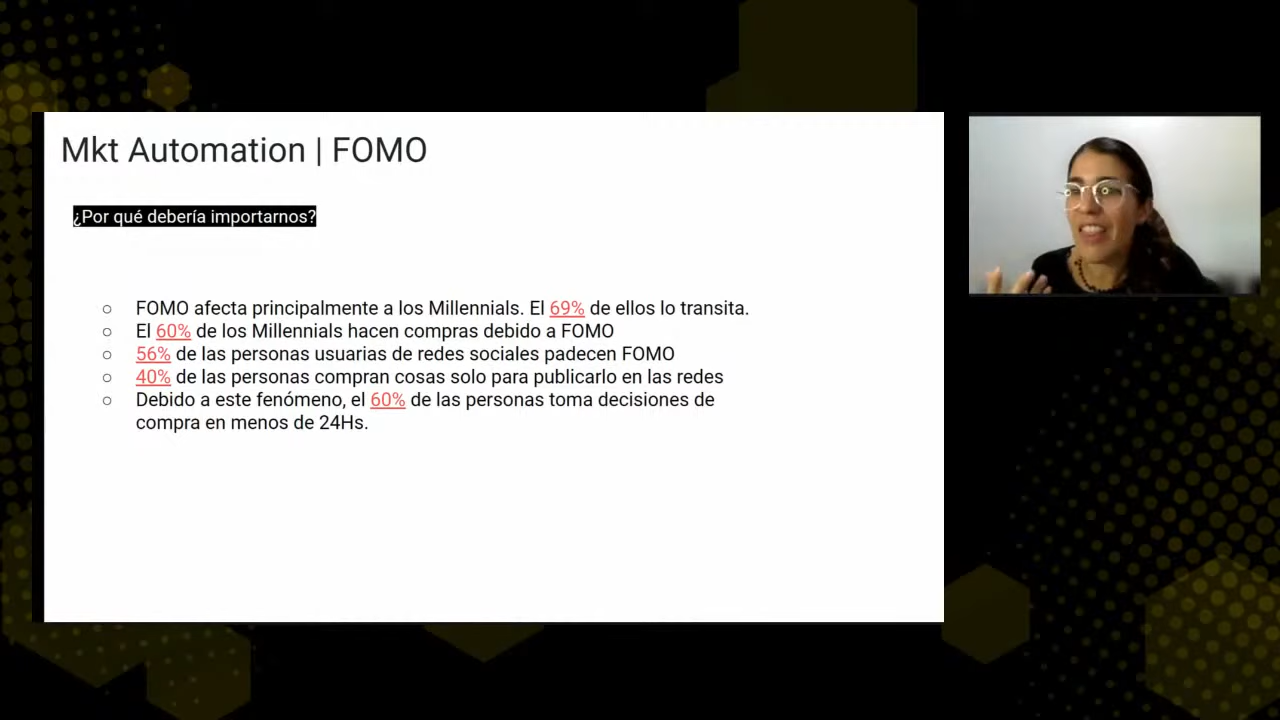 Mkt Automation | FOMO
¿Por qué debería importarnos?
○ FOMO afecta principalmente a los Millennials. El 69% de ellos lo transita.
○ El 60% de los Millennials hacen compras debido a FOMO
○ 56% de las personas usuarias de redes sociales padecen FOMO
○ 40% de las personas compran cosas solo para publicarlo en las redes
○ Debido a este fenómeno, el 60% de las personas toma decisiones de
compra en menos de 24Hs.